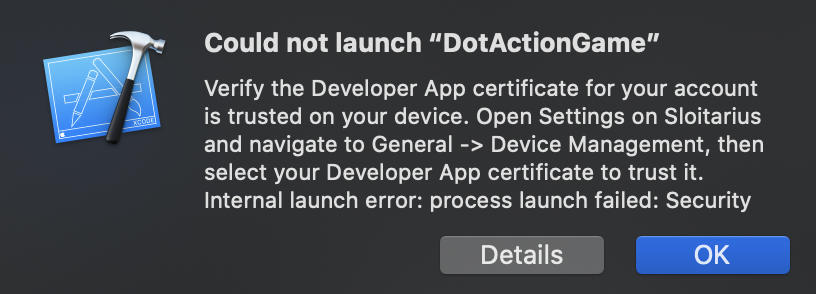 Could not launch “DotActionGame”
Verify the Developer App certificate for your account
is trusted on your device. Open Settings on Sloitarius
and navigate to General -> Device Management, then
select your Developer App certificate to trust it.
Internal launch error: process launch failed: Security
XCODE
Details
OK